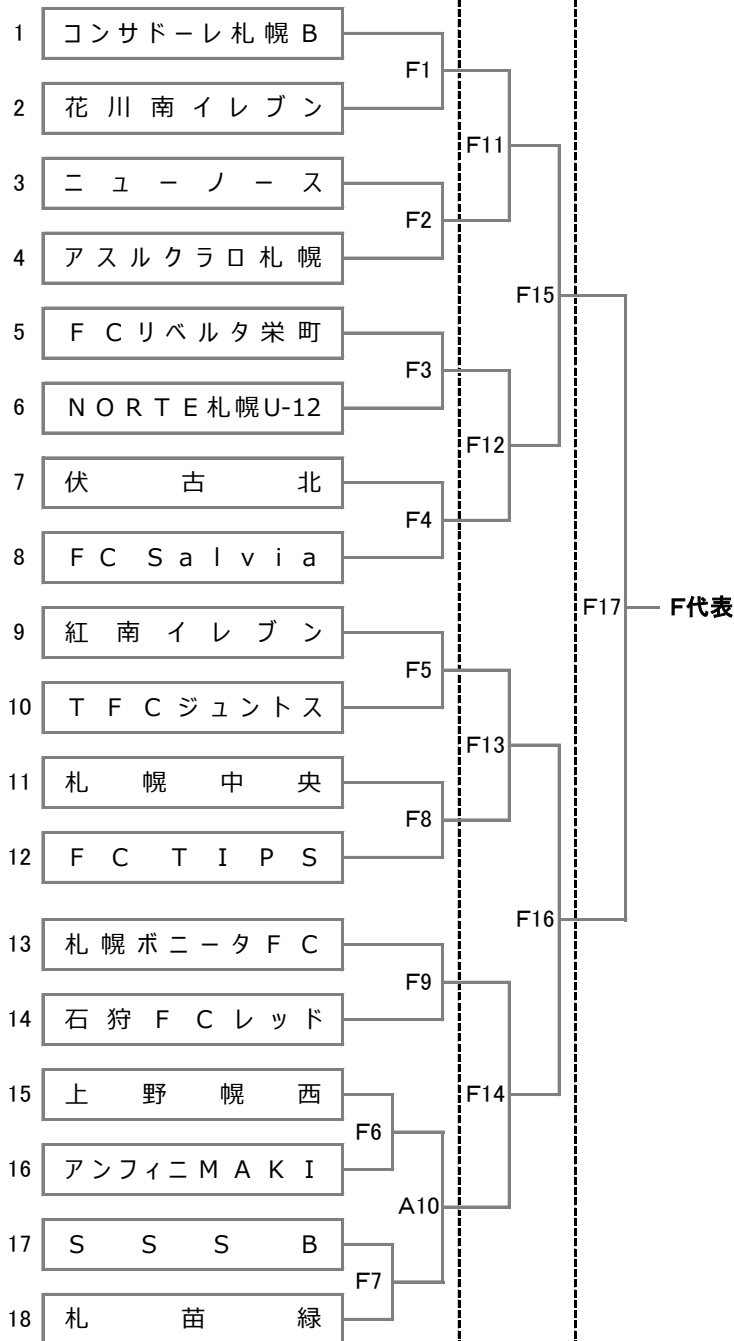 1 コンサドーレ札幌B
F1
2 花川南イレブン
F11
3 ニューノース
F2
4 アスルクラロ札幌
F15
5 FCリベルタ栄町
F3
6 NORTE札幌U-12
F12
7 伏古北
F4
8 FC Salvia
F17 F代表
9 紅南イレブン
F5
10 TFCジュントス
F13
11 札幌中央
F8
12 FC TIPS
F16
13 札幌ボニータFC
F9
14 石狩FCレッド
15 上野幌西
F14
F6
16 アンフィニMAKI
A10
17 SSSB
F7
18 札苗緑